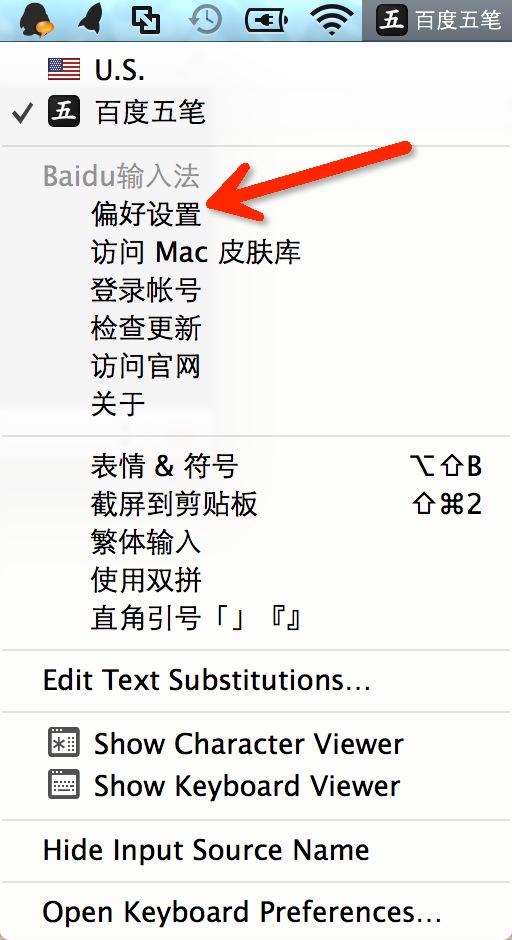 五 百度五笔
U.S.
五 百度五笔
Baidu输入法
偏好设置
访问 Mac 皮肤库
登录帐号
检查更新
访问官网
关于
表情 & 符号 ⌥⇧B
截屏到剪贴板 ⇧⌘2
繁体输入
使用双拼
直角引号「」『』
Edit Text Substitutions...
Show Character Viewer
Show Keyboard Viewer
Hide Input Source Name
Open Keyboard Preferences...